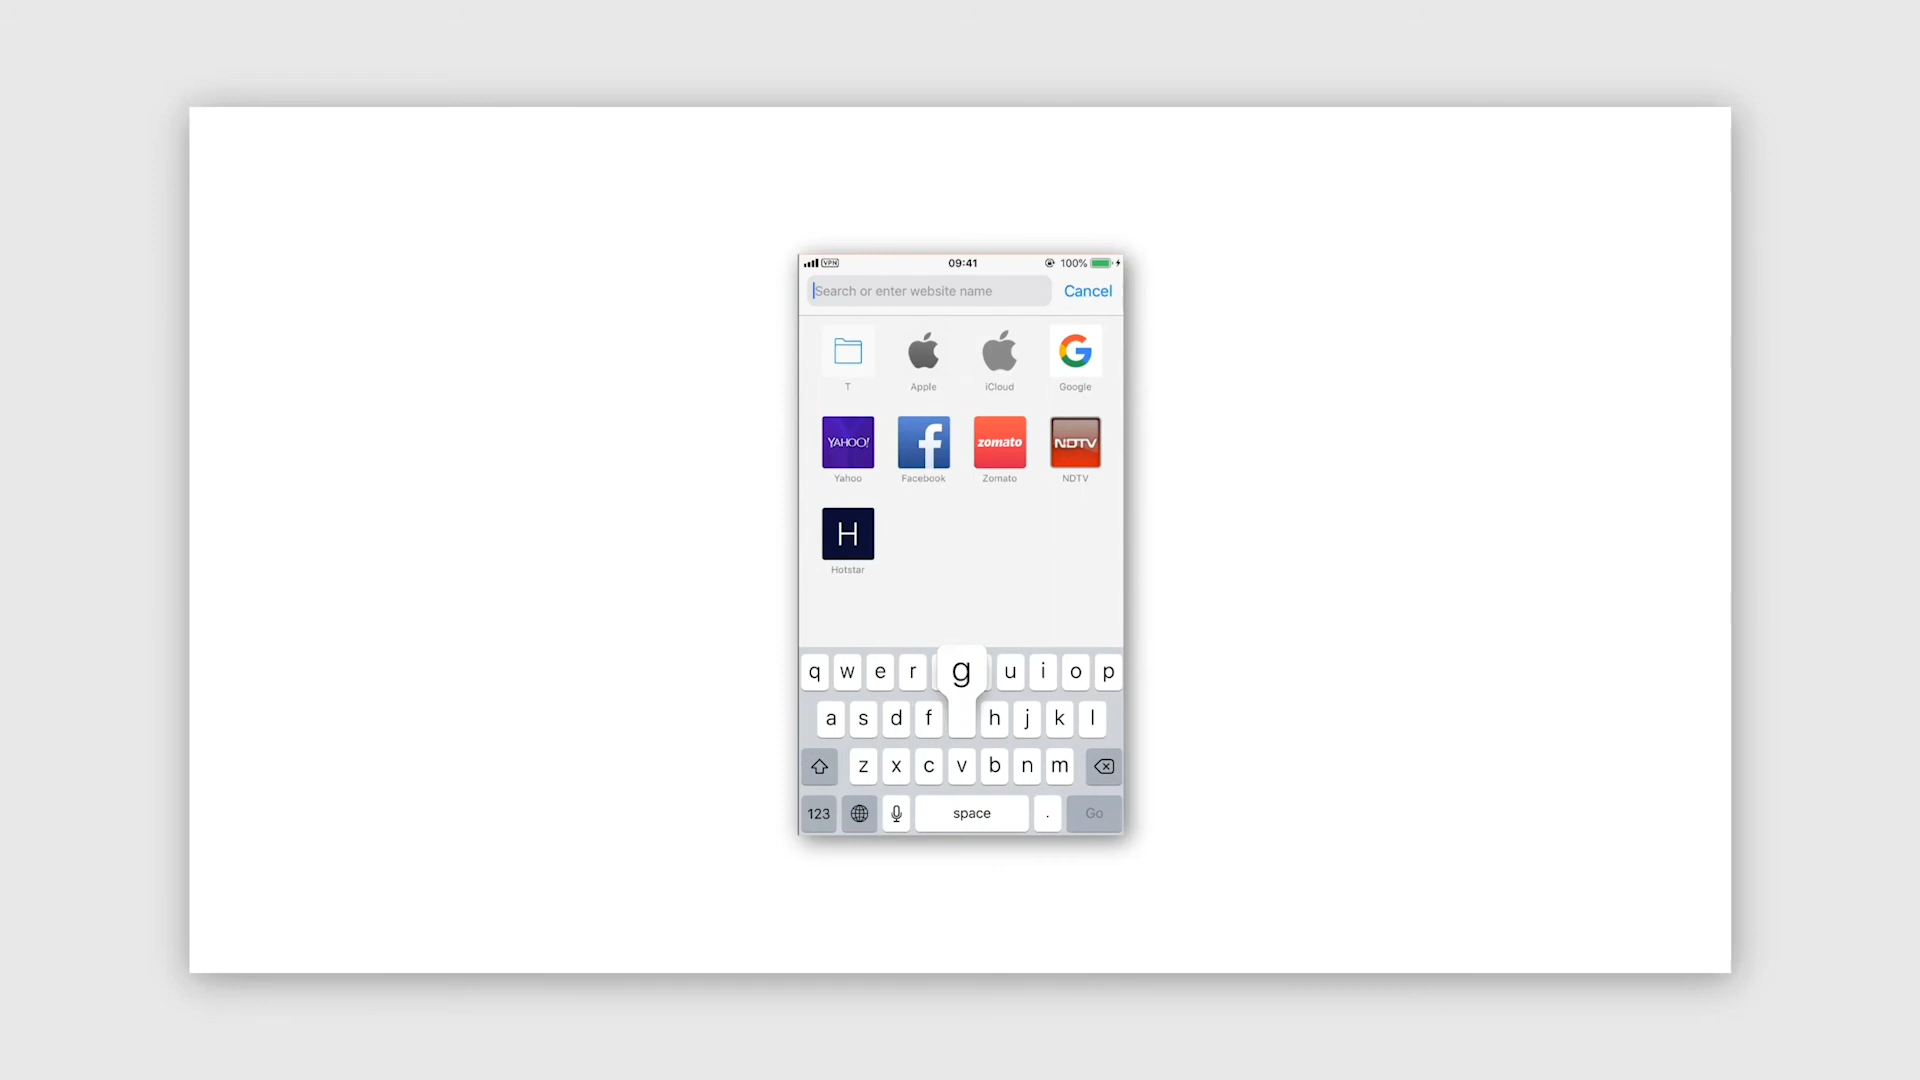 VPN 09:41 100%
Search or enter website name Cancel
T Apple iCloud Google
YAHOO! f zomato NDTV
Yahoo Facebook Zomato NDTV
H
Hotstar
q w e r g u i o p
a s d f h j k l
z x c v b n m
123 space . Go